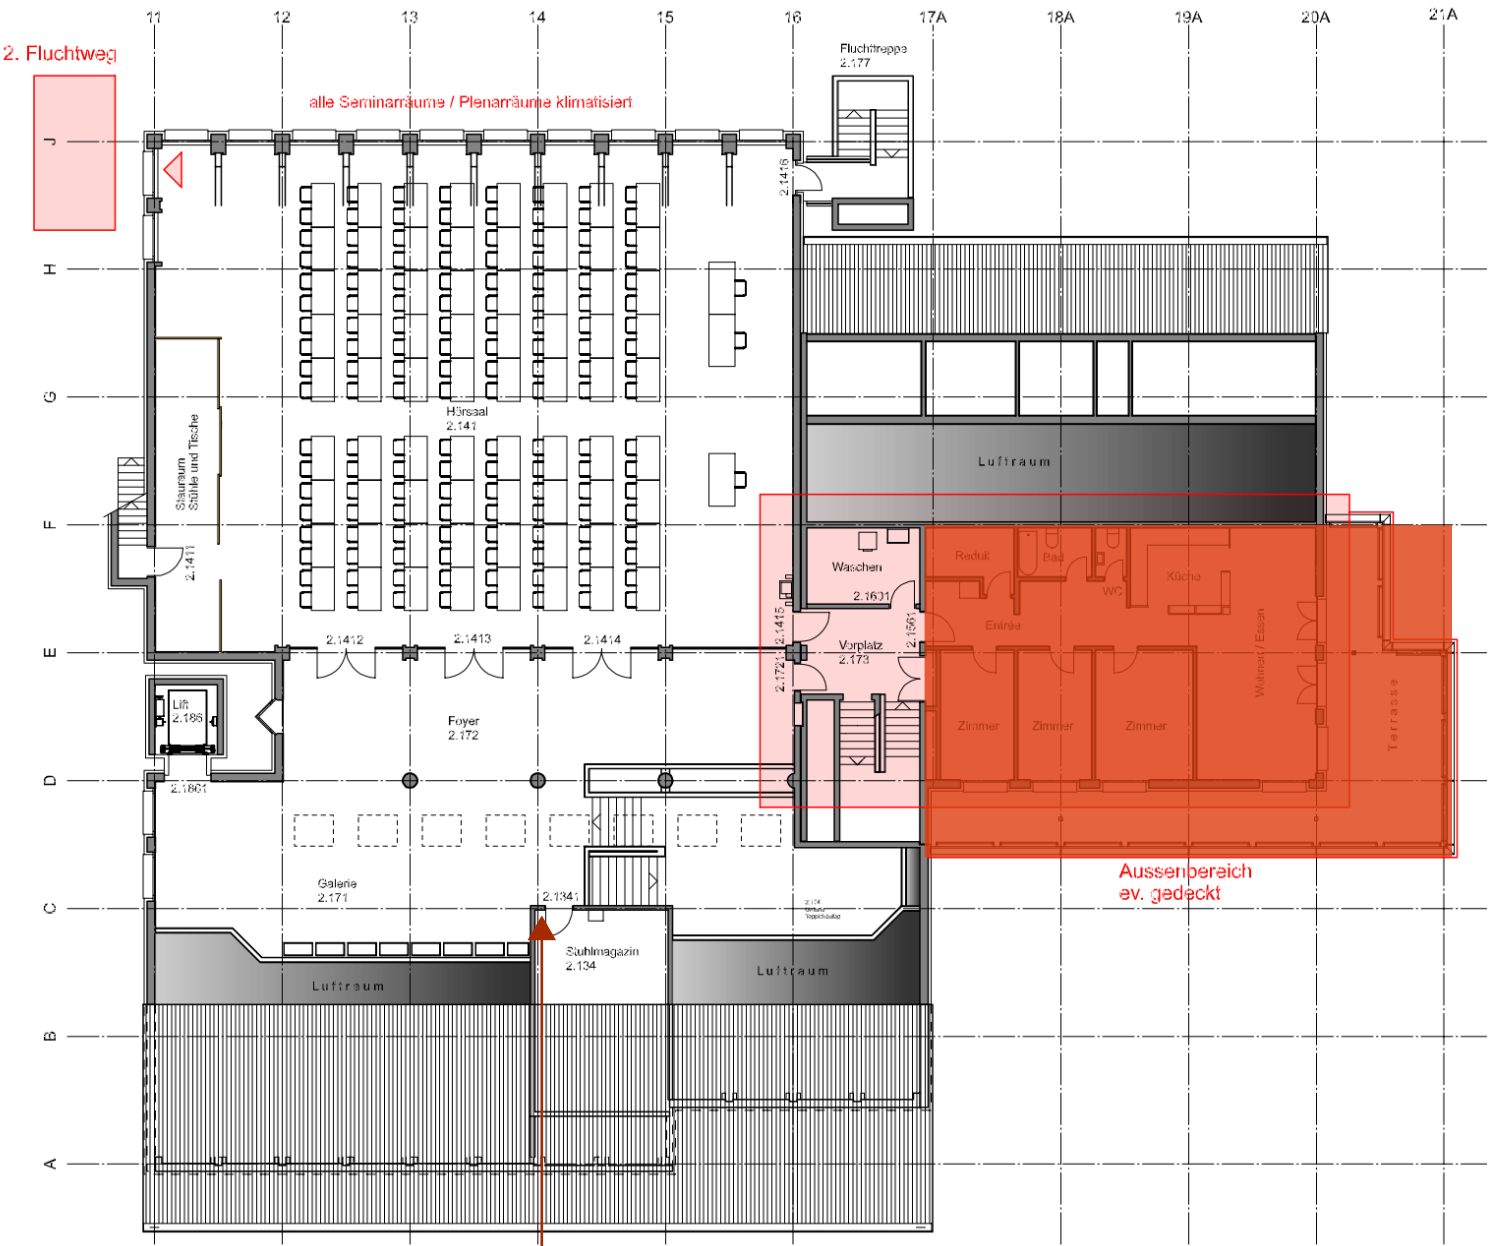 11 12 13 14 15 16 17A 18A 19A 20A 21A
2. Fluchtweg
Fluchttreppe
2.177
alle Seminarräume / Plenarräume klimatisiert
J
2.1416
H
G
Hörsaal
2.141
Stauraum
Stühle und Tische
Luftraum
F
2.1411
Waschen
2.1601
Reduit
Bad
WC
Küche
2.1412
2.1413
2.1414
2.1415
2.1561
Entrée
Wohnen / Essen
E
Vorplatz
2.173
2.1721
Lift
2.186
Foyer
2.172
Zimmer
Zimmer
Zimmer
Terrasse
D
2.1861
Aussenbereich
ev. gedeckt
Galerie
2.171
2.1341
2.174
C
Stuhlmagazin
2.134
Luftraum
Luftraum
B
A